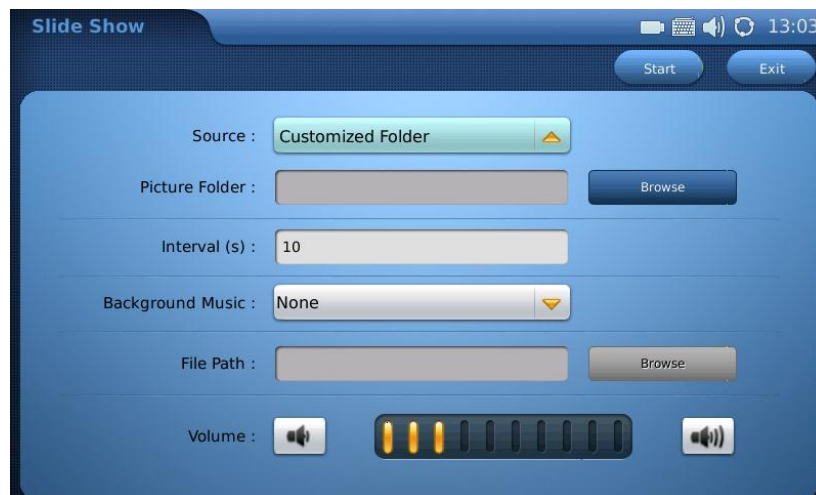 Slide Show 13:03
Start Exit
Source : Customized Folder
Picture Folder : Browse
Interval (s) : 10
Background Music : None
File Path : Browse
Volume :